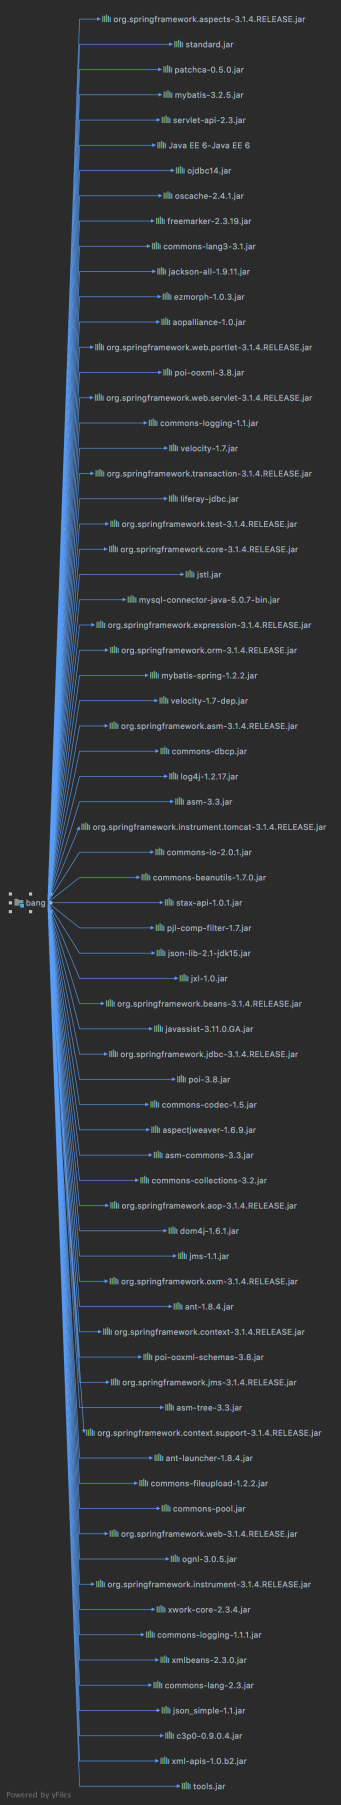 org.springframework.aspects-3.1.4.RELEASE.jar
standard.jar
patchca-0.5.0.jar
mybatis-3.2.5.jar
servlet-api-2.3.jar
Java EE 6-Java EE 6
ojdbc14.jar
oscache-2.4.1.jar
freemarker-2.3.19.jar
commons-lang3-3.1.jar
jackson-all-1.9.11.jar
ezmorph-1.0.3.jar
aopalliance-1.0.jar
org.springframework.web.portlet-3.1.4.RELEASE.jar
poi-ooxml-3.8.jar
org.springframework.web.servlet-3.1.4.RELEASE.jar
commons-logging-1.1.jar
velocity-1.7.jar
org.springframework.transaction-3.1.4.RELEASE.jar
liferay-jdbc.jar
org.springframework.test-3.1.4.RELEASE.jar
org.springframework.core-3.1.4.RELEASE.jar
jstl.jar
mysql-connector-java-5.0.7-bin.jar
org.springframework.expression-3.1.4.RELEASE.jar
org.springframework.orm-3.1.4.RELEASE.jar
mybatis-spring-1.2.2.jar
velocity-1.7-dep.jar
org.springframework.asm-3.1.4.RELEASE.jar
commons-dbcp.jar
log4j-1.2.17.jar
asm-3.3.jar
org.springframework.instrument.tomcat-3.1.4.RELEASE.jar
commons-io-2.0.1.jar
commons-beanutils-1.7.0.jar
bang
stax-api-1.0.1.jar
pjl-comp-filter-1.7.jar
json-lib-2.1-jdk15.jar
jxl-1.0.jar
org.springframework.beans-3.1.4.RELEASE.jar
javassist-3.11.0.GA.jar
org.springframework.jdbc-3.1.4.RELEASE.jar
poi-3.8.jar
commons-codec-1.5.jar
aspectjweaver-1.6.9.jar
asm-commons-3.3.jar
commons-collections-3.2.jar
org.springframework.aop-3.1.4.RELEASE.jar
dom4j-1.6.1.jar
jms-1.1.jar
org.springframework.oxm-3.1.4.RELEASE.jar
ant-1.8.4.jar
org.springframework.context-3.1.4.RELEASE.jar
poi-ooxml-schemas-3.8.jar
org.springframework.jms-3.1.4.RELEASE.jar
asm-tree-3.3.jar
org.springframework.context.support-3.1.4.RELEASE.jar
ant-launcher-1.8.4.jar
commons-fileupload-1.2.2.jar
commons-pool.jar
org.springframework.web-3.1.4.RELEASE.jar
ognl-3.0.5.jar
org.springframework.instrument-3.1.4.RELEASE.jar
xwork-core-2.3.4.jar
commons-logging-1.1.1.jar
xmlbeans-2.3.0.jar
commons-lang-2.3.jar
json_simple-1.1.jar
c3p0-0.9.0.4.jar
xml-apis-1.0.b2.jar
tools.jar
Powered by yFiles